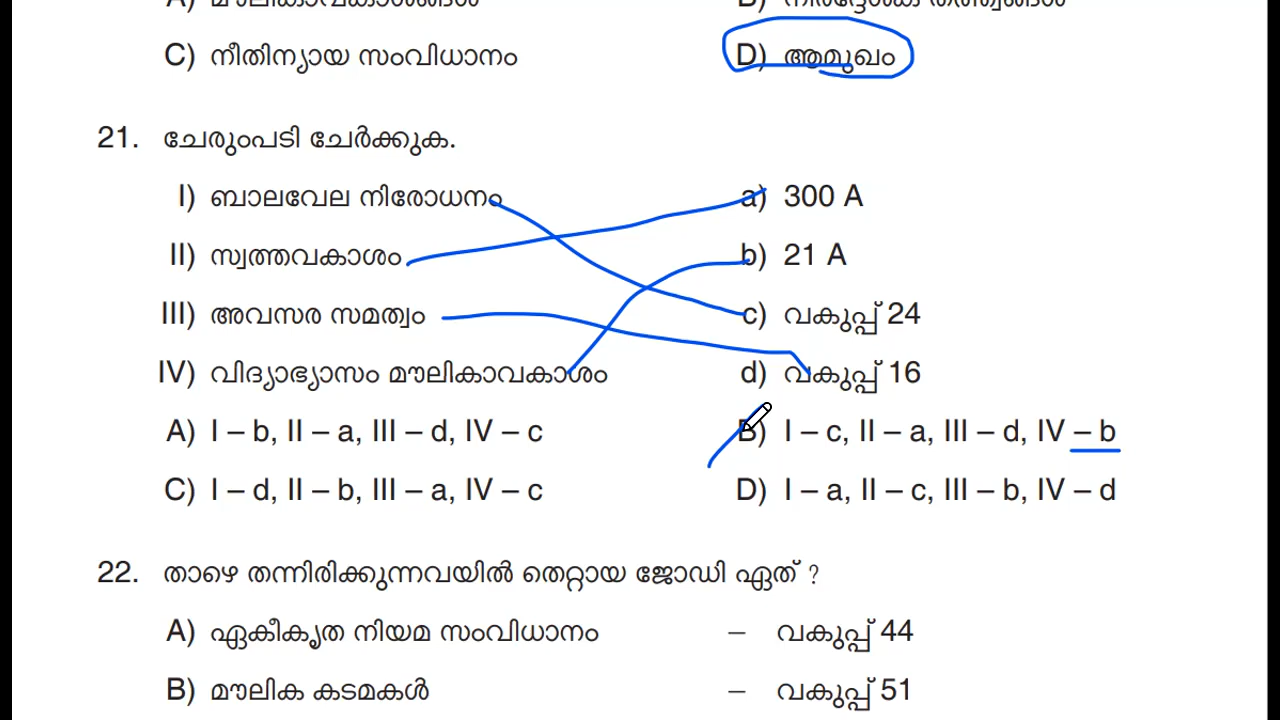 C) നീതിന്യായ സംവിധാനം D) ആമുഖം
21. ചേരുംപടി ചേർക്കുക.
I) ബാലവേല നിരോധനം a) 300 A
II) സ്വത്തവകാശം b) 21 A
III) അവസര സമത്വം c) വകുപ്പ് 24
IV) വിദ്യാഭ്യാസം മൗലികാവകാശം d) വകുപ്പ് 16
A) I – b, II – a, III – d, IV – c B) I – c, II – a, III – d, IV – b
C) I – d, II – b, III – a, IV – c D) I – a, II – c, III – b, IV – d
22. താഴെ തന്നിരിക്കുന്നവയിൽ തെറ്റായ ജോഡി ഏത് ?
A) ഏകീകൃത നിയമ സംവിധാനം – വകുപ്പ് 44
B) മൗലിക കടമകൾ – വകുപ്പ് 51